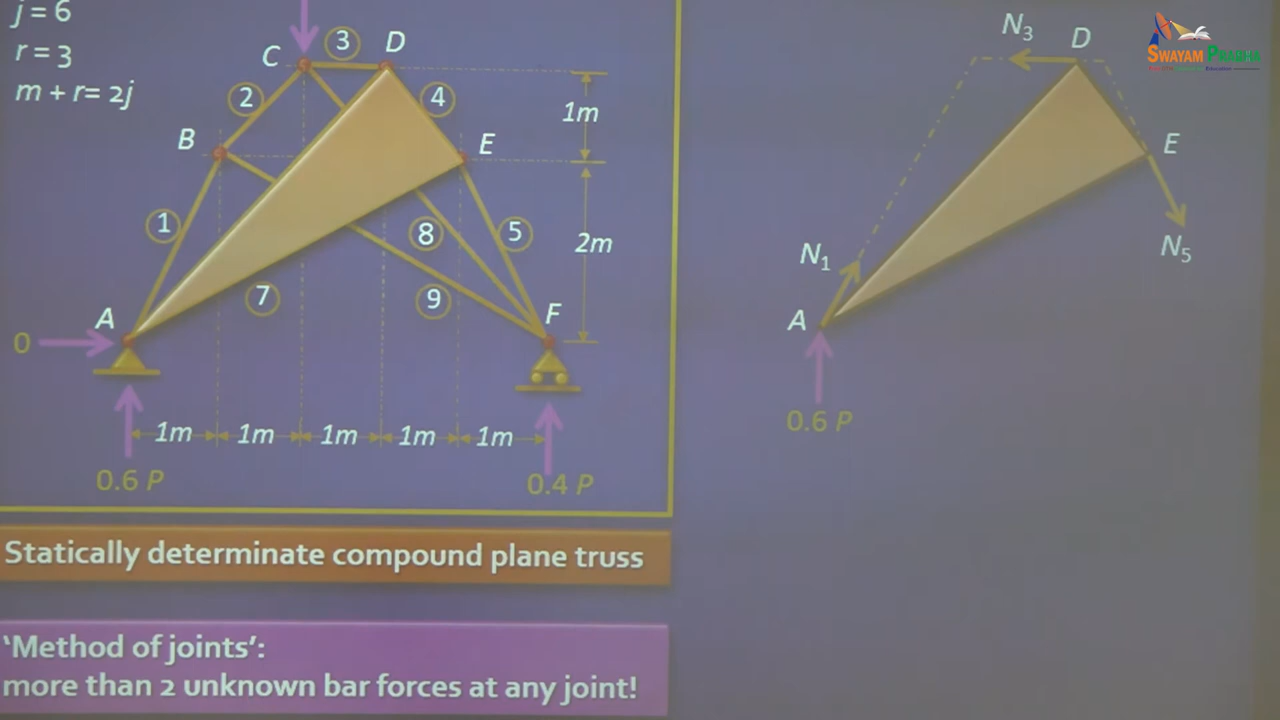 j = 6
r = 3
m + r= 2j
C
3
D
2
4
1m
B
E
1
8
5
2m
7
9
A
F
0
1m
1m
1m
1m
1m
0.6 P
0.4 P
Statically determinate compound plane truss
'Method of joints':
more than 2 unknown bar forces at any joint!
N3
D
E
N1
N5
A
0.6 P
SWAYAM PRABHA